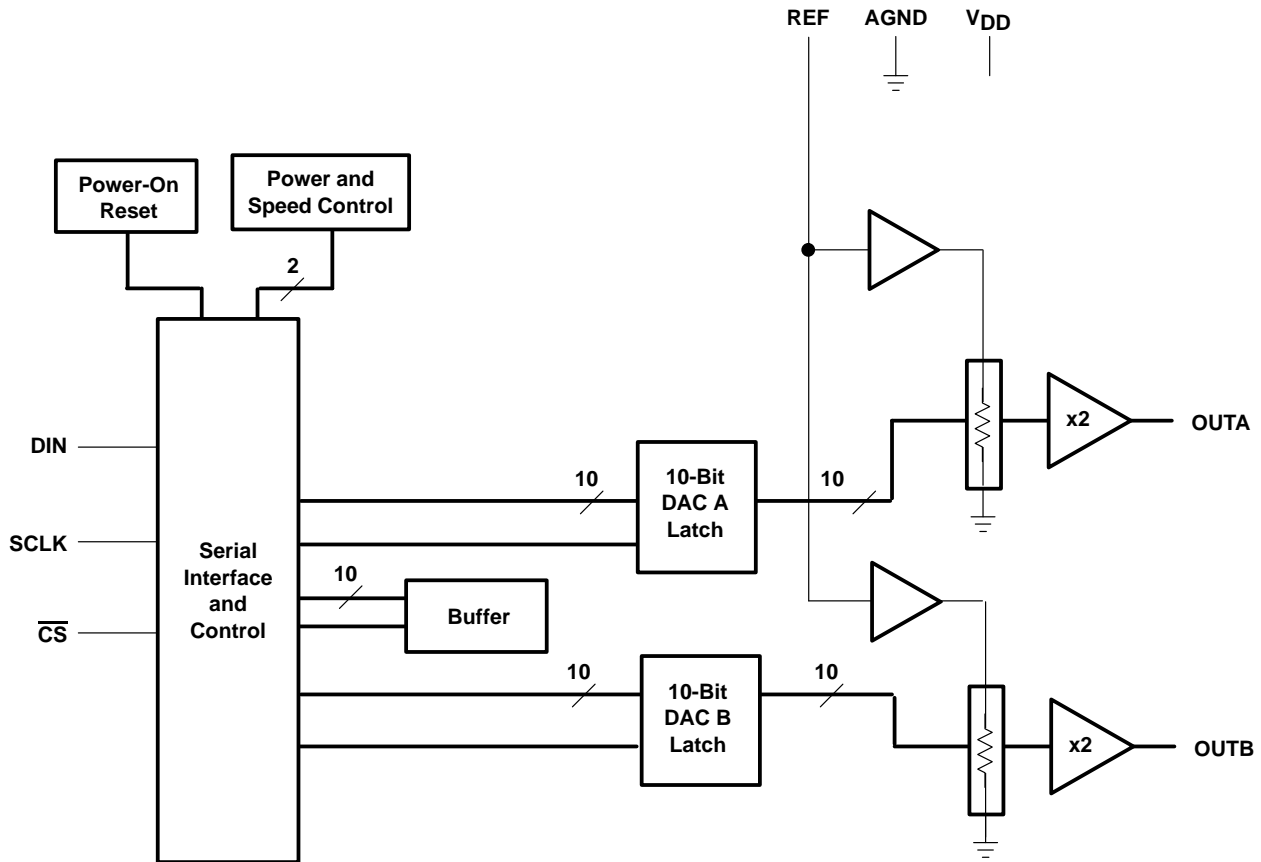 REF AGND VDD
Power-On
Reset
Power and
Speed Control
2
x2
OUTA
DIN
10
10-Bit
DAC A
Latch
10
SCLK
Serial
Interface
and
Control
10
Buffer
CS
10
10-Bit
DAC B
Latch
10
x2
OUTB